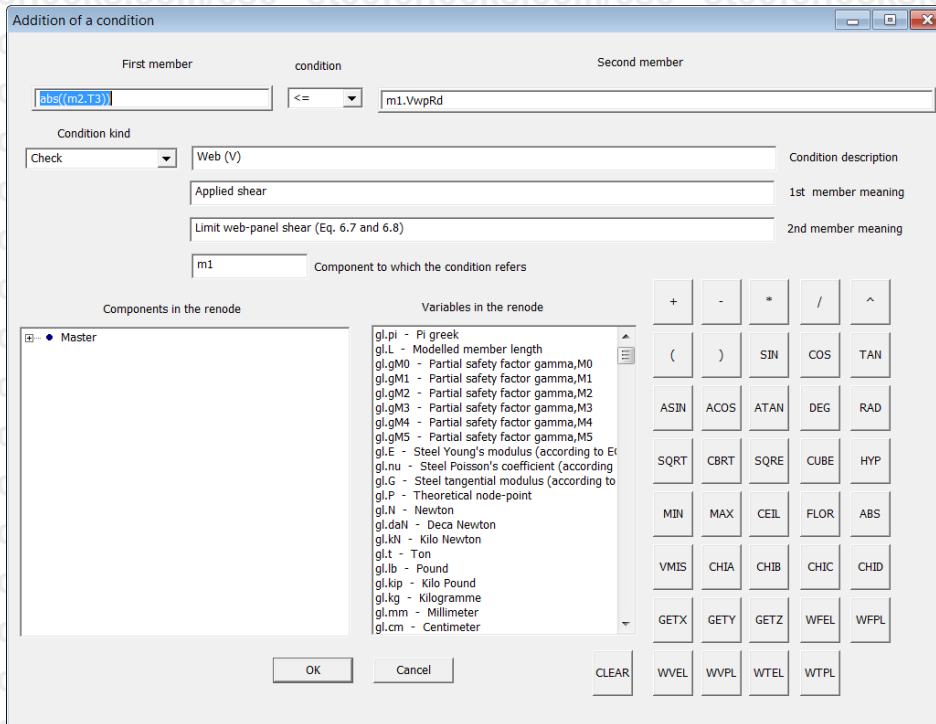 Addition of a condition
First member
condition
Second member
abs((m2.T3))
<=
m1.VwpRd
Condition kind
Check
Web (V)
Condition description
Applied shear
1st member meaning
Limit web-panel shear (Eq. 6.7 and 6.8)
2nd member meaning
m1
Component to which the condition refers
Components in the renode
Variables in the renode
Master
gl.pi - Pi greek
gl.L - Modelled member length
gl.gM0 - Partial safety factor gamma,M0
gl.gM1 - Partial safety factor gamma,M1
gl.gM2 - Partial safety factor gamma,M2
gl.gM3 - Partial safety factor gamma,M3
gl.gM4 - Partial safety factor gamma,M4
gl.gM5 - Partial safety factor gamma,M5
gl.E - Steel Young's modulus (according to
gl.nu - Steel Poisson's coefficient (according
gl.G - Steel tangential modulus (according to
gl.P - Theoretical node-point
gl.N - Newton
gl.daN - Deca Newton
gl.kN - Kilo Newton
gl.t - Ton
gl.lb - Pound
gl.kip - Kilo Pound
gl.kg - Kilogramme
gl.mm - Millimeter
gl.cm - Centimeter
+ - * / ^
( ) SIN COS TAN
ASIN ACOS ATAN DEG RAD
SQRT CBRT SQRE CUBE HYP
MIN MAX CEIL FLOR ABS
VMIS CHIA CHIB CHIC CHID
GETX GETY GETZ WFEL WFPL
CLEAR WVEL WVPL WTEL WTPL
OK
Cancel